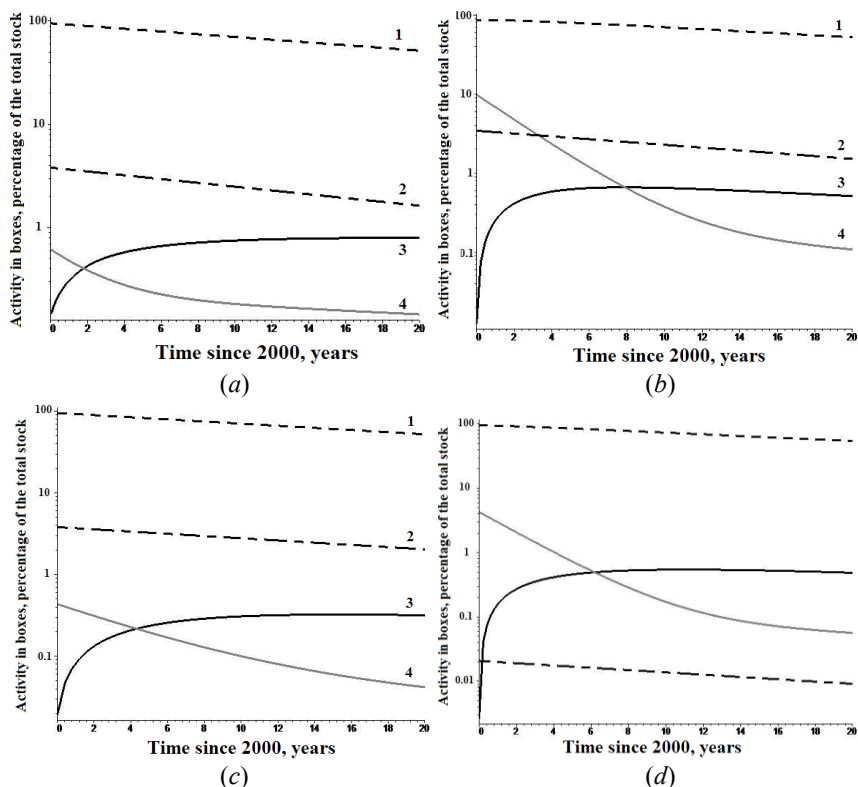 Activity in boxes, percentage of the total stock
100
10
1
1
2
3
4
0 2 4 6 8 10 12 14 16 18 20
Time since 2000, years
(a)
Activity in boxes, percentage of the total stock
100
10
1
0.1
1
2
3
4
0 2 4 6 8 10 12 14 16 18 20
Time since 2000, years
(b)
Activity in boxes, percentage of the total stock
100
10
1
0.1
1
2
3
4
0 2 4 6 8 10 12 14 16 18 20
Time since 2000, years
(c)
Activity in boxes, percentage of the total stock
100
10
1
0.1
0.01
0 2 4 6 8 10 12 14 16 18 20
Time since 2000, years
(d)